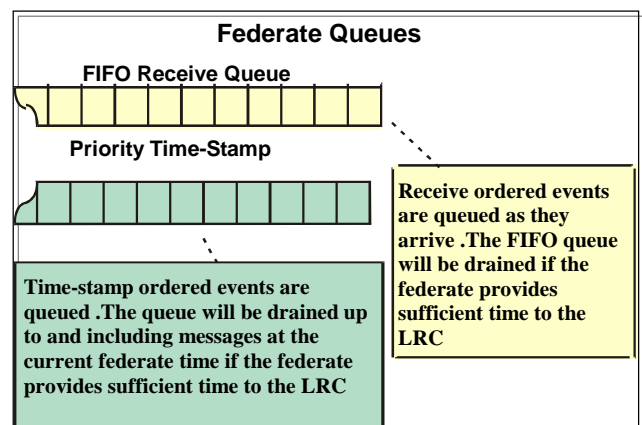 Federate Queues
FIFO Receive Queue
Priority Time-Stamp
Receive ordered events
are queued as they
arrive .The FIFO queue
will be drained if the
federate provides
sufficient time to the
LRC
Time-stamp ordered events are
queued .The queue will be drained up
to and including messages at the
current federate time if the federate
provides sufficient time to the LRC